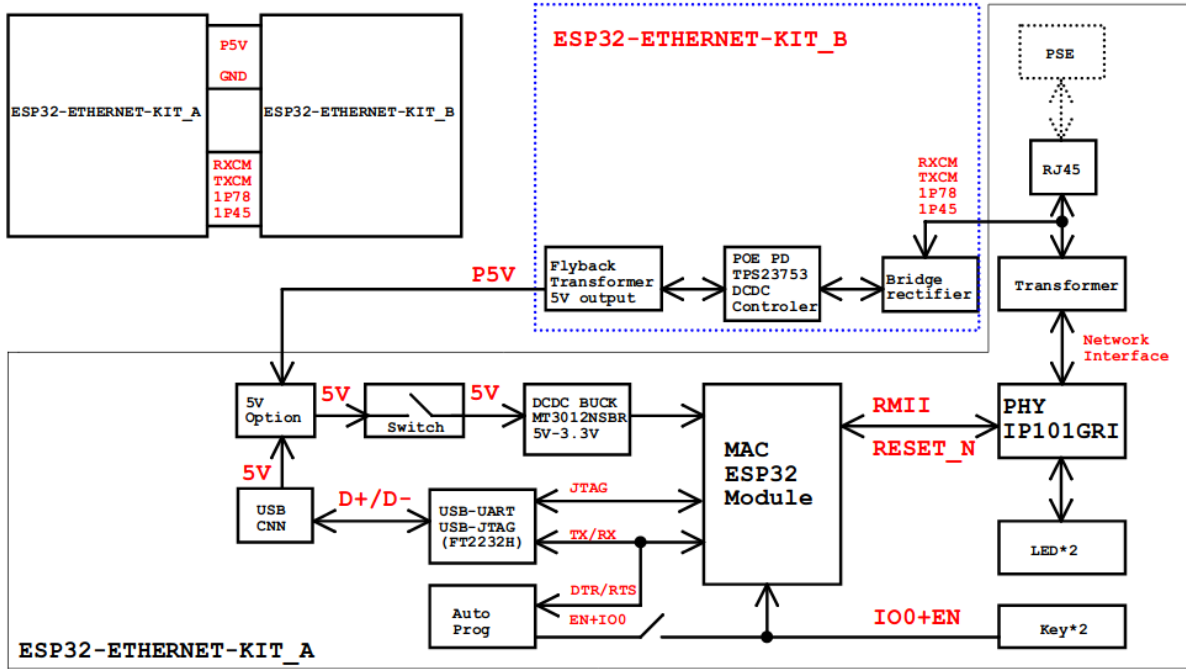 P5V
GND
ESP32-ETHERNET-KIT_A
ESP32-ETHERNET-KIT_B
RXCM
TXCM
1P78
1P45
ESP32-ETHERNET-KIT_B
PSE
RJ45
RXCM
TXCM
1P78
1P45
P5V
Flyback
Transformer
5V output
POE PD
TPS23753
DCDC
Controler
Bridge
rectifier
Transformer
Network
Interface
5V
Option
5V
Switch
5V
DCDC BUCK
MT3012NSBR
5V-3.3V
MAC
ESP32
Module
RMII
RESET_N
PHY
IP101GRI
5V
USB
CNN
D+/D-
USB-UART
USB-JTAG
(FT2232H)
JTAG
TX/RX
LED*2
DTR/RTS
Auto
Prog
EN+IO0
IO0+EN
Key*2
ESP32-ETHERNET-KIT_A